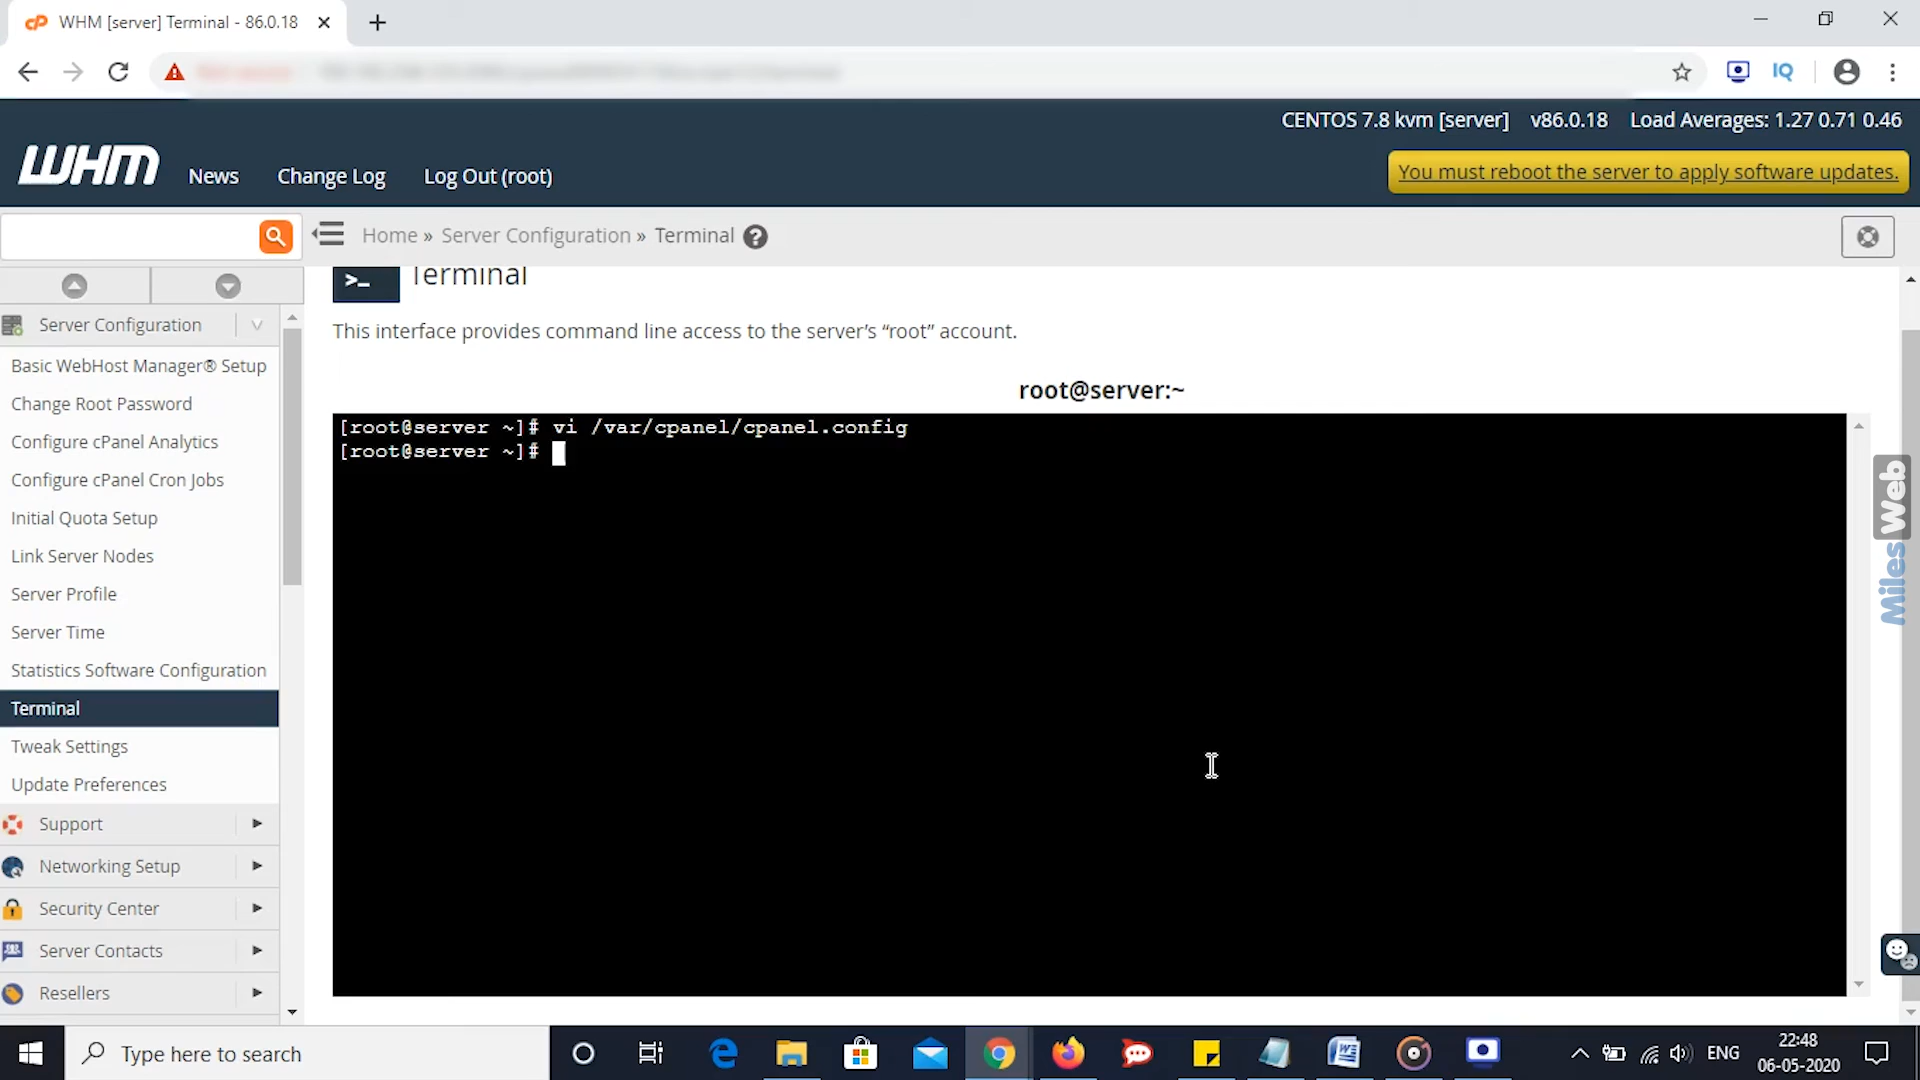 WHM [server] Terminal - 86.0.18
CENTOS 7.8 kvm [server] v86.0.18 Load Averages: 1.27 0.71 0.46
WHM News Change Log Log Out (root)
You must reboot the server to apply software updates.
Home » Server Configuration » Terminal ?
>_ Terminal
This interface provides command line access to the server's “root” account.
root@server:~
[root@server ~]# vi /var/cpanel/cpanel.config
[root@server ~]#
Server Configuration
Basic WebHost Manager® Setup
Change Root Password
Configure cPanel Analytics
Configure cPanel Cron Jobs
Initial Quota Setup
Link Server Nodes
Server Profile
Server Time
Statistics Software Configuration
Terminal
Tweak Settings
Update Preferences
Support
Networking Setup
Security Center
Server Contacts
Resellers
MilesWeb
Type here to search
ENG
22:48
06-05-2020
IQ